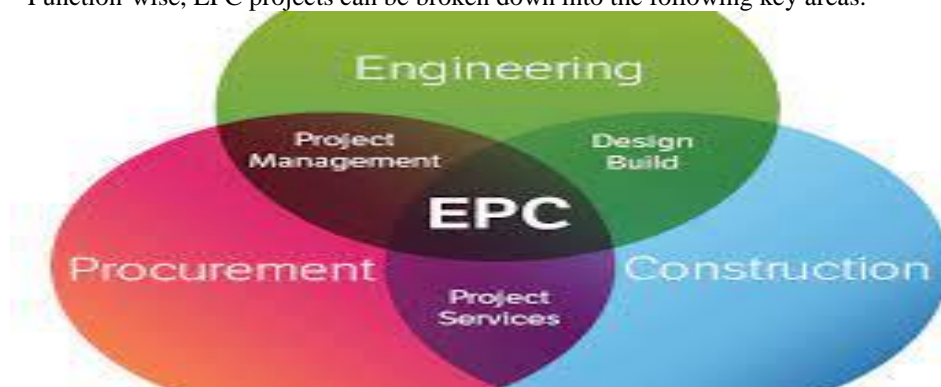 Function-wise, EPC projects can be broken down into the following key areas:
Engineering
Project
Management
Design
Build
EPC
Procurement
Construction
Project
Services